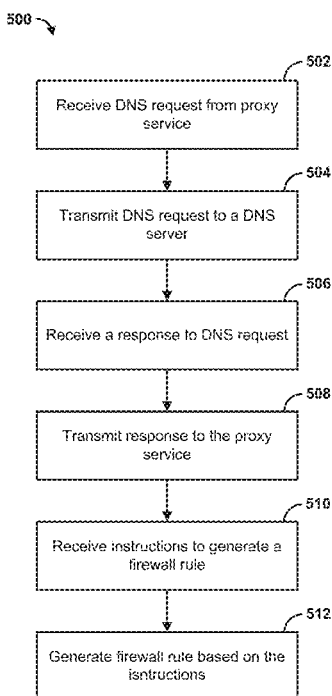 500
502
Receive DNS request from proxy
service
504
Transmit DNS request to a DNS
server
506
Receive a response to DNS request
508
Transmit response to the proxy
service
510
Receive instructions to generate a
firewall rule
512
Generate firewall rule based on the
isntructions